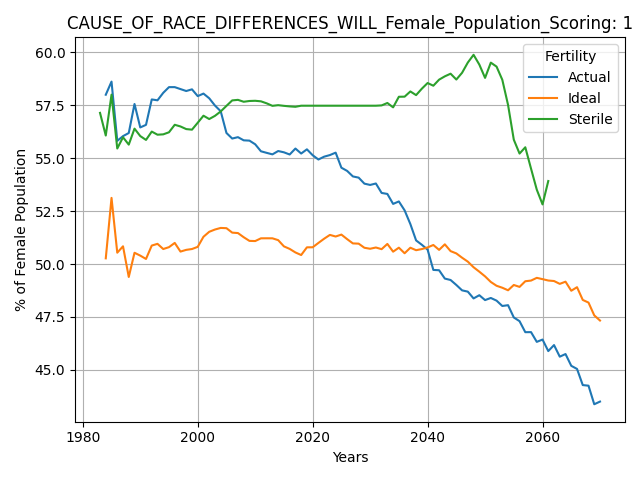 CAUSE_OF_RACE_DIFFERENCES_WILL_Female_Population_Scoring: 1
Fertility
Actual
Ideal
Sterile
% of Female Population
60.0
57.5
55.0
52.5
50.0
47.5
45.0
1980
2000
2020
2040
2060
Years